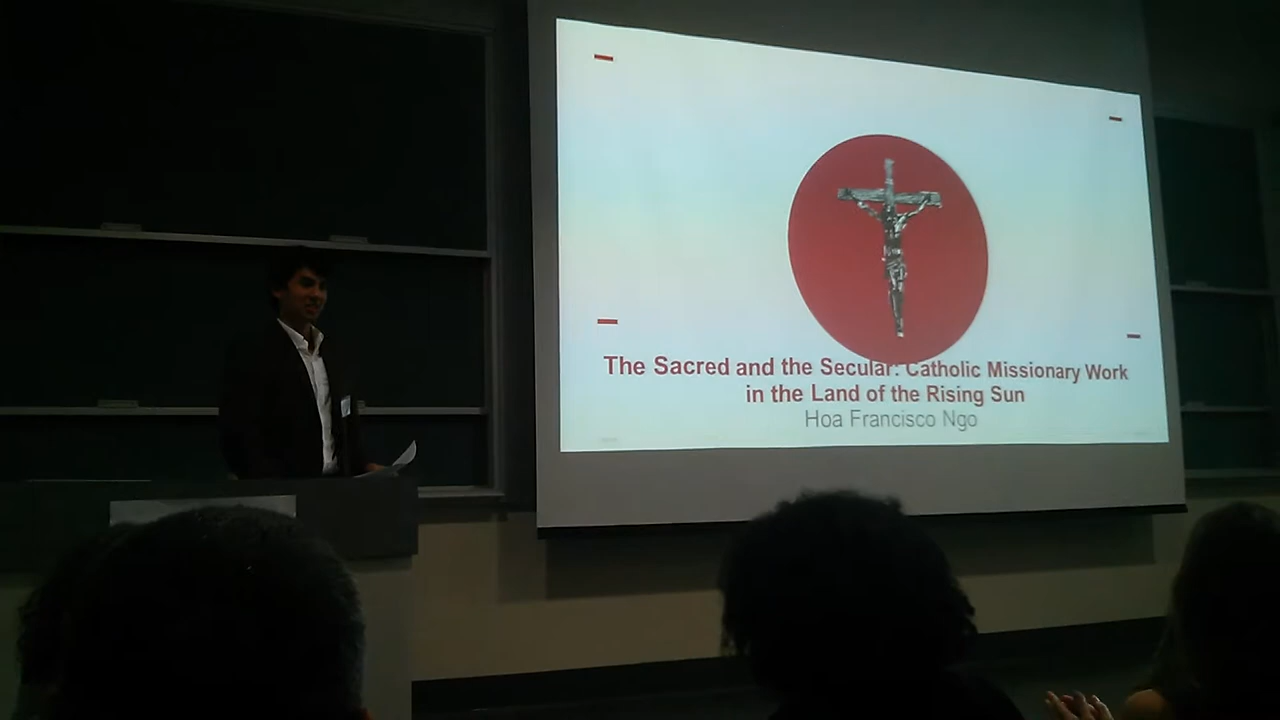 The Sacred and the Secular: Catholic Missionary Work
in the Land of the Rising Sun
Hoa Francisco Ngo